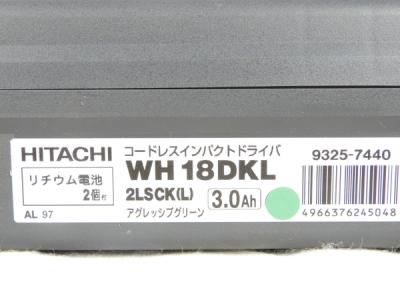 コードレスインパクトドライバ
HITACHI WH 18DKL 9325-7440
リチウム電池
2個付
2LSCK(L) 3.0Ah
AL 97 アグレッシブグリーン
4966376245048